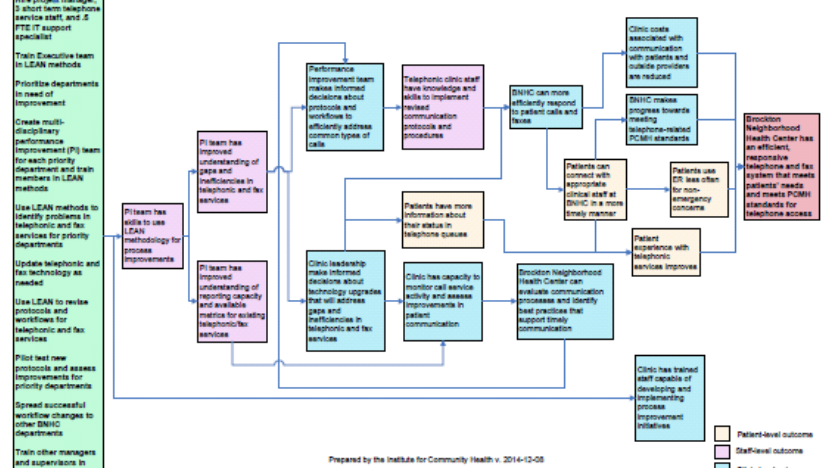 Hire project manager,
3 short term telephone
service staff, and .5
FTE IT support
specialist
Train Executive team
in LEAN methods
Prioritize departments
in need of
improvement
Create multi-
disciplinary
performance
improvement (PI) team
for each priority
department and train
members in LEAN
methods
Use LEAN methods to
identify problems in
telephonic and fax
services for priority
departments
Update telephonic and
fax technology as
needed
Use LEAN to revise
protocols and
workflows for
telephonic and fax
services
Pilot test new
protocols and assess
improvements for
priority departments
Spread successful
workflow changes to
other BNHC
departments
Train other managers
and supervisors in
PI team has
skills to use
LEAN
methodology for
process
improvements
PI team has
improved
understanding of
gaps and
inefficiencies in
telephonic and fax
services
PI team has
improved
understanding of
reporting capacity
and available
metrics for existing
telephonic/fax
services
Performance
improvement team
makes informed
decisions about
protocols and
workflows to
efficiently address
common types of
calls
Clinic leadership
make informed
decisions about
technology upgrades
that will address
gaps and
inefficiencies in
telephonic and fax
services
Telephonic clinic staff
have knowledge and
skills to implement
revised
communication
protocols and
procedures
Patients have more
information about
their status in
telephone queues
Clinic has capacity to
monitor call service
activity and assess
improvements in
patient
communication
BNHC can more
efficiently respond
to patient calls and
faxes
Brockton Neighborhood
Health Center can
evaluate communication
processes and identify
best practices that
support timely
communication
Patients can
connect with
appropriate
clinical staff at
BNHC in a more
timely manner
Clinic costs
associated with
communication
with patients and
outside providers
are reduced
BNHC makes
progress towards
meeting
telephone-related
PCMH standards
Patients use
ER less often
for non-
emergency
concerns
Patient
experience with
telephonic
services improves
Clinic has trained
staff capable of
developing and
implementing
process
improvement
initiatives
Brockton
Neighborhood
Health Center has
an efficient,
responsive
telephone and fax
system that meets
patients' needs
and meets PCMH
standards for
telephone access
Patient-level outcome
Staff-level outcome
Prepared by the Institute for Community Health v. 2014-12-08